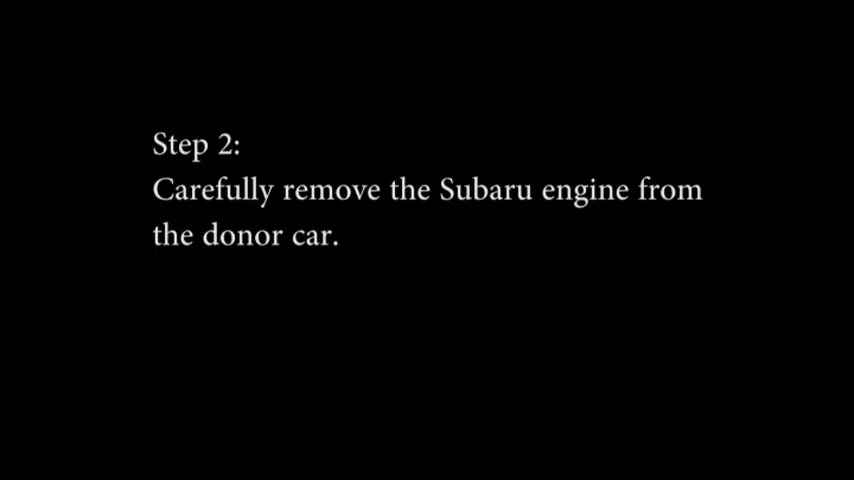 Step 2:
Carefully remove the Subaru engine from
the donor car.